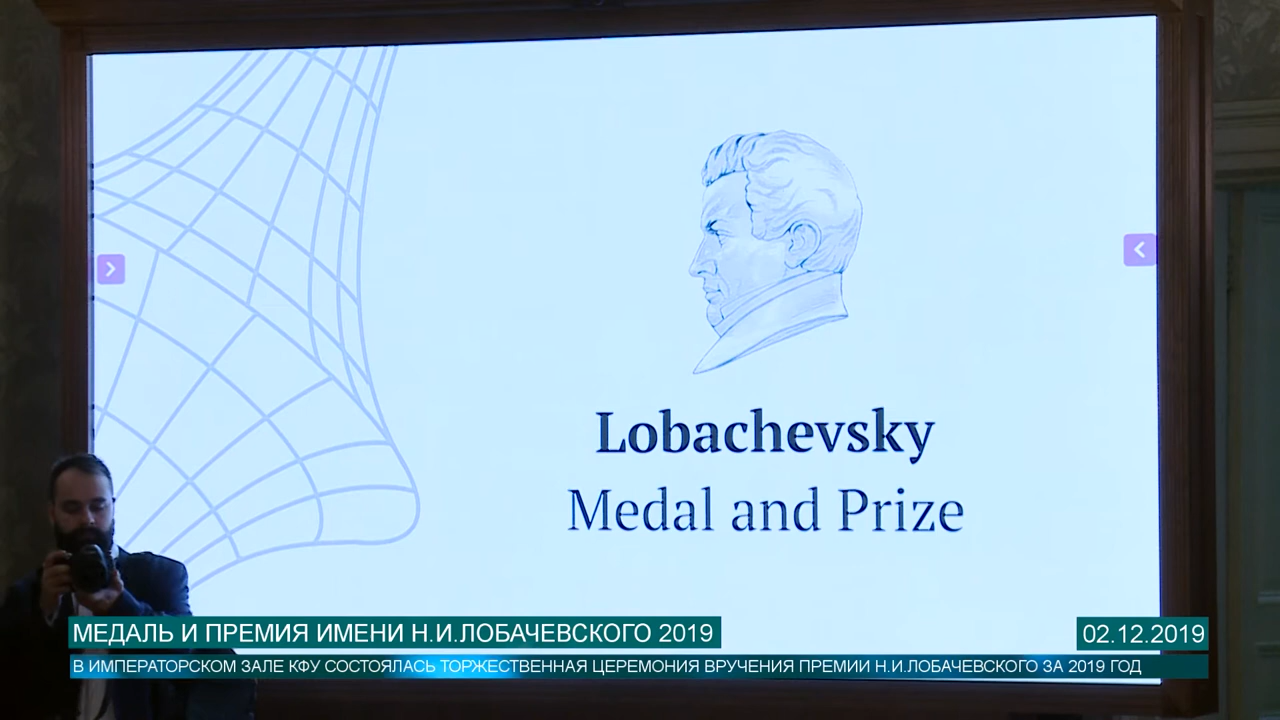 Lobachevsky
Medal and Prize
МЕДАЛЬ И ПРЕМИЯ ИМЕНИ Н.И.ЛОБАЧЕВСКОГО 2019
02.12.2019
В ИМПЕРАТОРСКОМ ЗАЛЕ КФУ СОСТОЯЛАСЬ ТОРЖЕСТВЕННАЯ ЦЕРЕМОНИЯ ВРУЧЕНИЯ ПРЕМИИ Н.И.ЛОБАЧЕВСКОГО ЗА 2019 ГОД